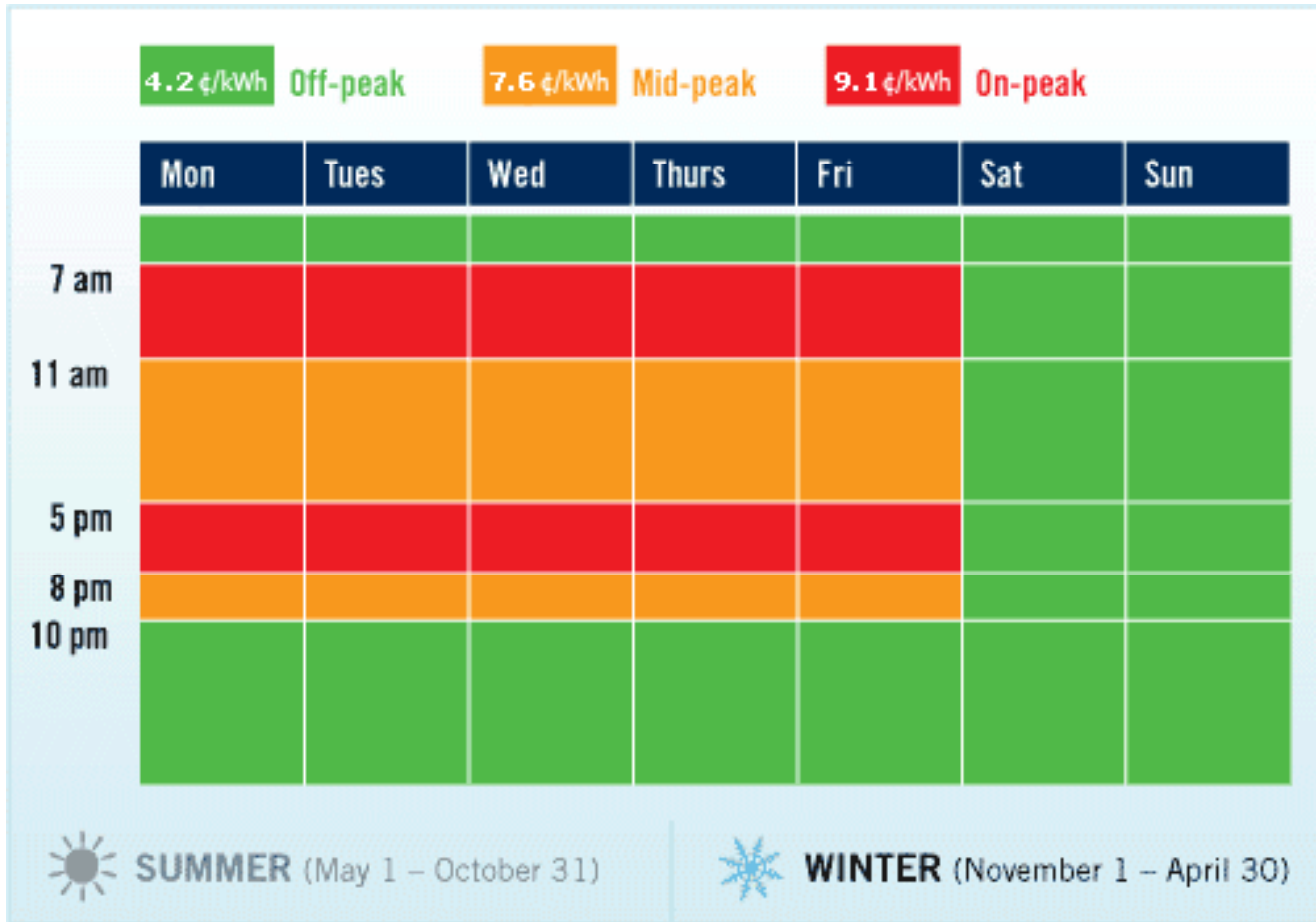 4.2 ¢/kWh Off-peak 7.6 ¢/kWh Mid-peak 9.1 ¢/kWh On-peak
Mon Tues Wed Thurs Fri Sat Sun
7 am
11 am
5 pm
8 pm
10 pm
SUMMER (May 1 – October 31) WINTER (November 1 – April 30)